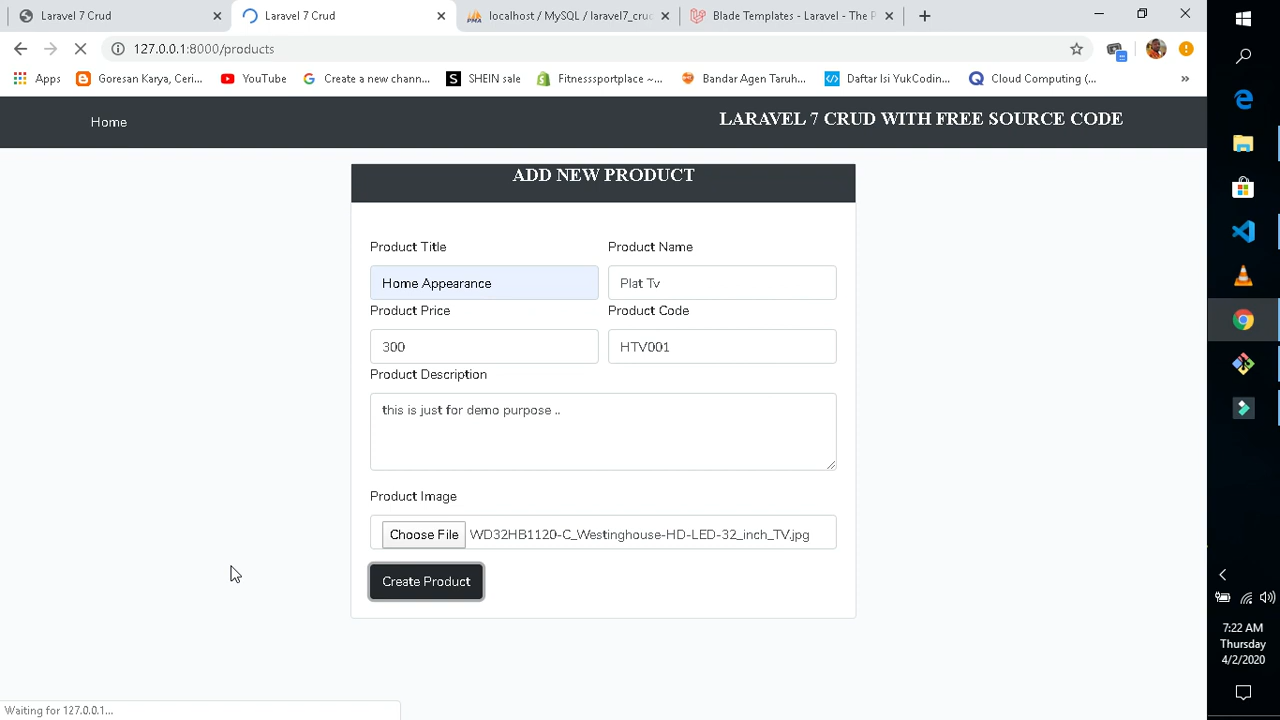 Laravel 7 Crud
Laravel 7 Crud
localhost / MySQL / laravel7_cruc
Blade Templates - Laravel - The P
127.0.0.1:8000/products
Apps
Goresan Karya, Ceri...
YouTube
Create a new chann...
SHEIN sale
Fitnesssportplace ~...
Bandar Agen Taruh...
Daftar Isi YukCodin...
Cloud Computing (...
»
Home
LARAVEL 7 CRUD WITH FREE SOURCE CODE
ADD NEW PRODUCT
Product Title
Product Name
Home Appearance
Plat Tv
Product Price
Product Code
300
HTV001
Product Description
this is just for demo purpose ..
Product Image
Choose File WD32HB1120-C_Westinghouse-HD-LED-32_inch_TV.jpg
Create Product
Waiting for 127.0.0.1...
7:22 AM
Thursday
4/2/2020